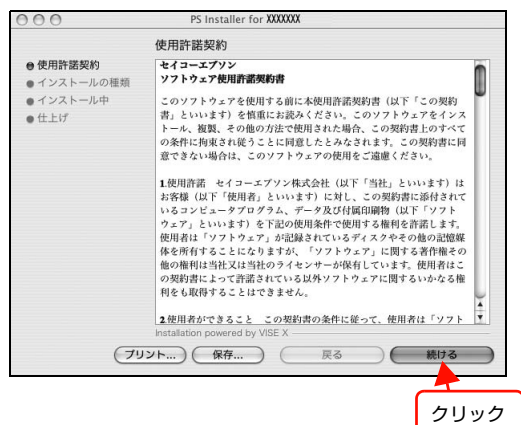 PS Installer for XXXXXXX
使用許諾契約
使用許諾契約
インストールの種類
インストール中
仕上げ
セイコーエプソン
ソフトウェア使用許諾契約書
このソフトウェアを使用する前に本使用許諾契約書（以下「この契約
書」といいます）を慎重にお読みください。このソフトウェアをインス
トール、複製、その他の方法で使用された場合、この契約書上のすべて
の条件に拘束され従うことに同意したとみなされます。この契約書に同
意できない場合は、このソフトウェアの使用をご遠慮ください。
1.使用許諾　セイコーエプソン株式会社（以下「当社」といいます）は
お客様（以下「使用者」といいます）に対し、この契約書に添付されて
いるコンピュータプログラム、データ及び付属印刷物（以下「ソフト
ウェア」といいます）を下記の使用条件で使用する権利を許諾します。
使用者は「ソフトウェア」が記録されているディスクやその他の記憶媒
体を所有することになりますが、「ソフトウェア」に関する著作権その
他の権利は当社又は当社のライセンサーが保有しています。使用者はこ
の契約書によって許諾されている以外ソフトウェアに関するいかなる権
利をも取得することはできません。
2.使用者ができること　この契約書の条件に従って、使用者は「ソフト
Installation powered by VISE X
プリント...
保存...
戻る
続ける
クリック